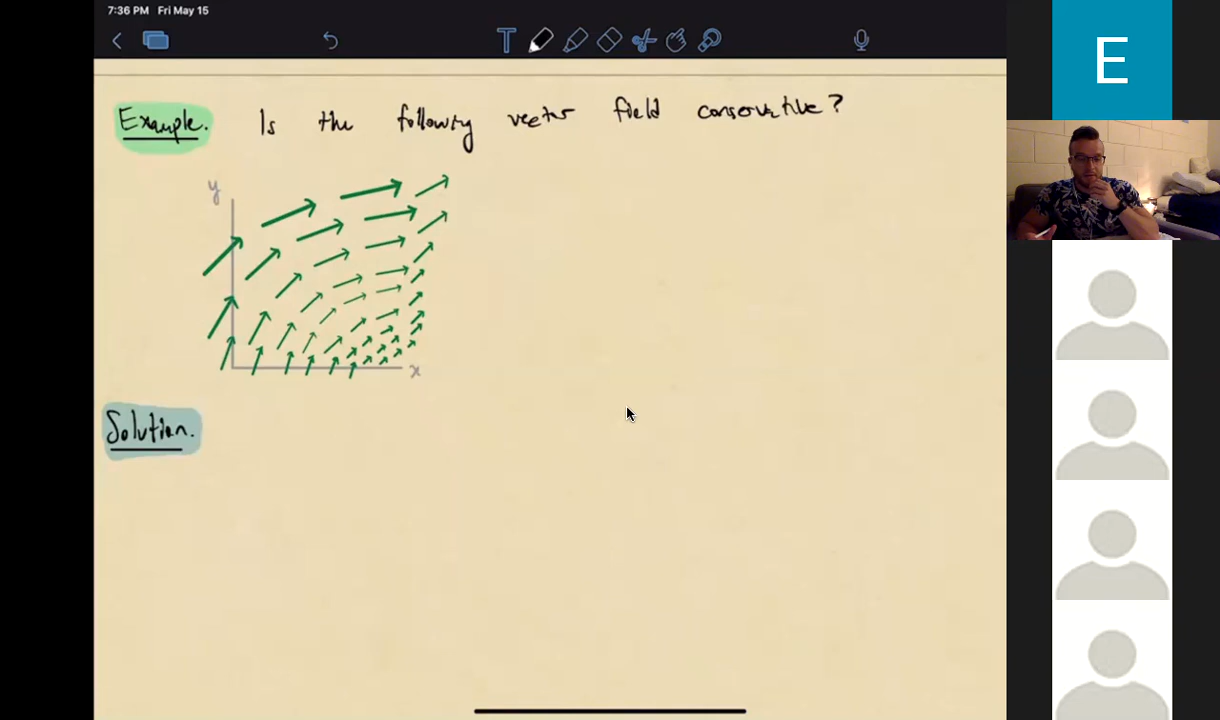 7:36 PM Fri May 15
T
E
Example. Is the following vector field conservative?
y
x
Solution.